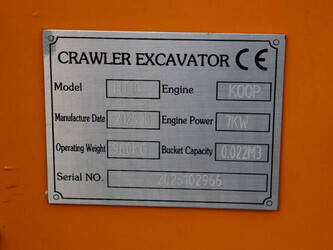 CRAWLER EXCAVATOR CE
Model Engine KOOP
Manufacture Date Engine Power 7KW
Operating Weight Bucket Capacity 0.022M3
Serial NO. 2023102966